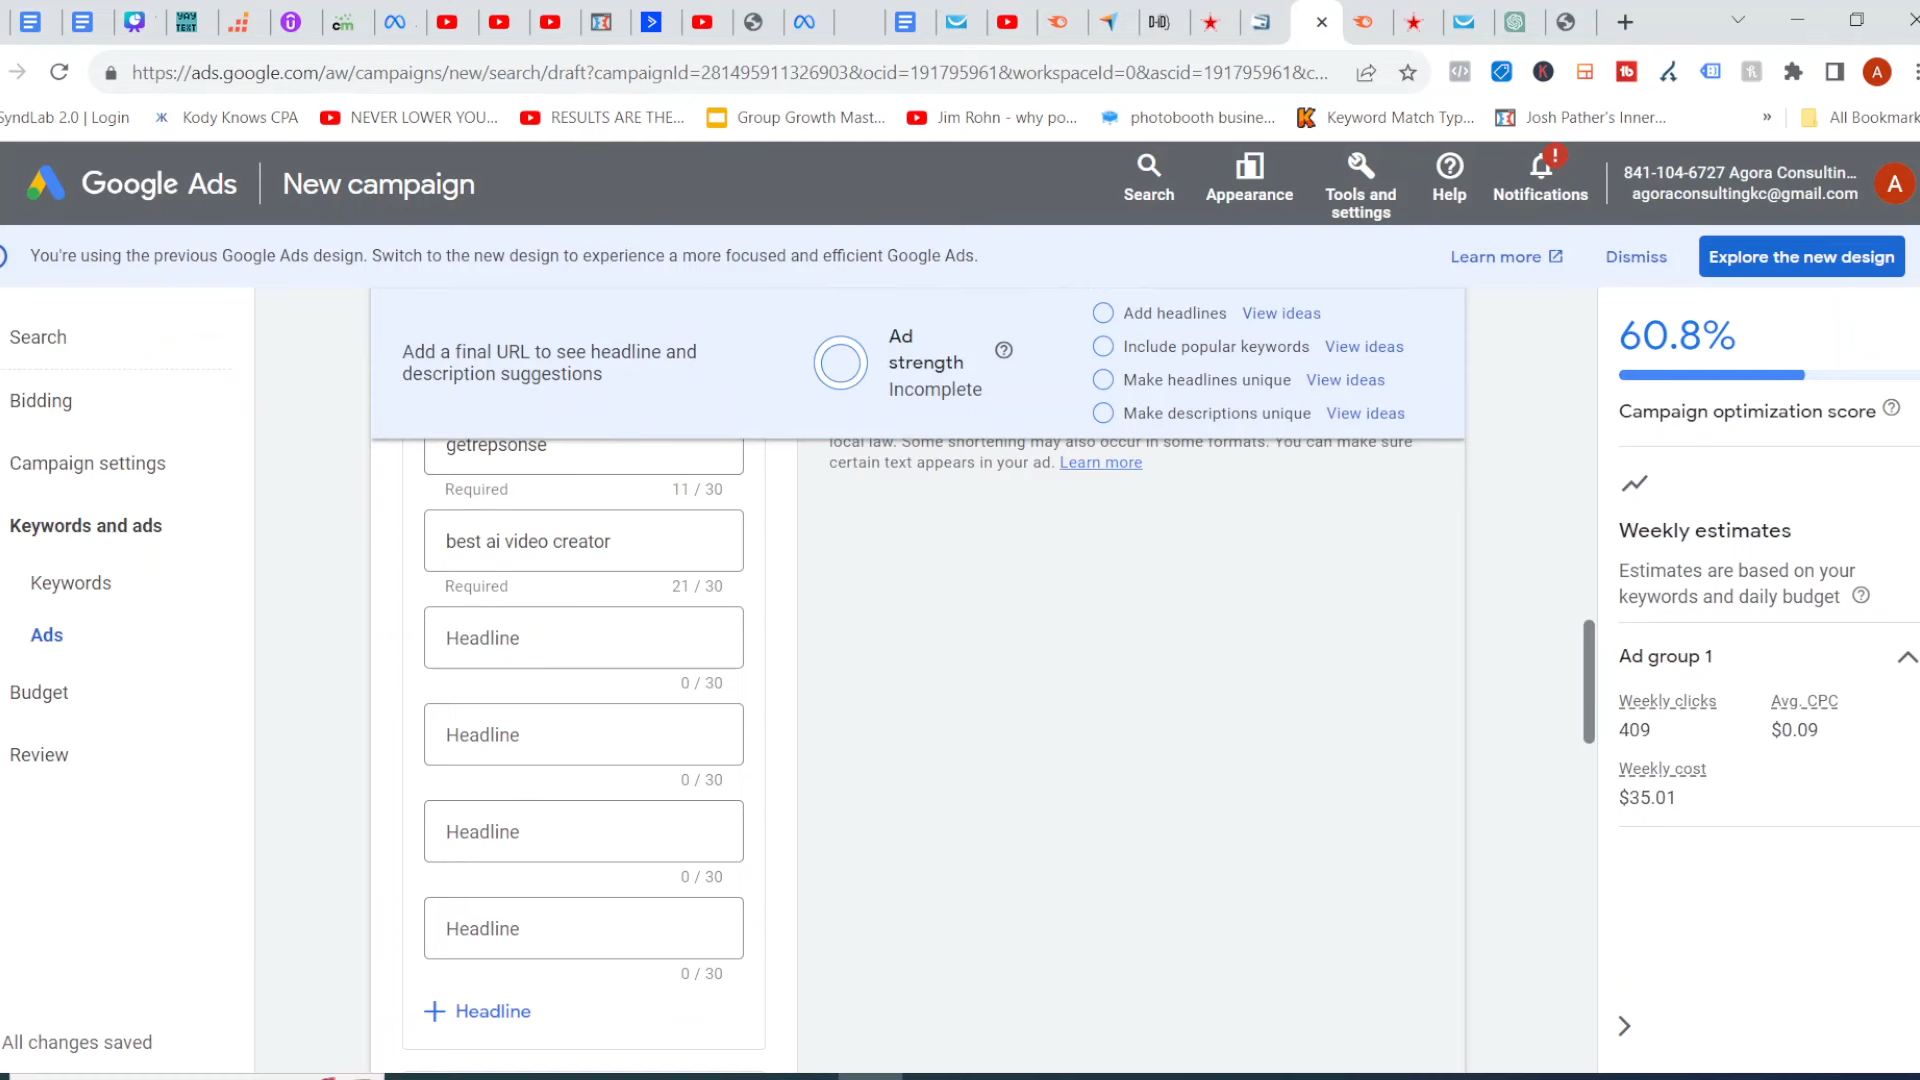 https://ads.google.com/aw/campaigns/new/search/draft?campaignId=281495911326903&ocid=191795961&workspaceId=0&ascid=191795961&c...
SyndLab 2.0 | Login
Kody Knows CPA
NEVER LOWER YOU...
RESULTS ARE THE...
Group Growth Mast...
Jim Rohn - why po...
photobooth busine...
Keyword Match Typ...
Josh Pather's Inner...
»
All Bookmark
Google Ads
New campaign
Search
Appearance
Tools and
settings
Help
Notifications
841-104-6727 Agora Consultin...
agoraconsultingkc@gmail.com
A
You're using the previous Google Ads design. Switch to the new design to experience a more focused and efficient Google Ads.
Learn more
Dismiss
Explore the new design
Search
Bidding
Campaign settings
Keywords and ads
Keywords
Ads
Budget
Review
All changes saved
Add a final URL to see headline and
description suggestions
Ad
strength
Incomplete
Add headlines View ideas
Include popular keywords View ideas
Make headlines unique View ideas
Make descriptions unique View ideas
getrepsonse
Required 11 / 30
best ai video creator
Required 21 / 30
Headline
0 / 30
Headline
0 / 30
Headline
0 / 30
Headline
0 / 30
+ Headline
local law. Some shortening may also occur in some formats. You can make sure
certain text appears in your ad. Learn more
60.8%
Campaign optimization score
Weekly estimates
Estimates are based on your
keywords and daily budget
Ad group 1
Weekly clicks Avg. CPC
409 $0.09
Weekly cost
$35.01